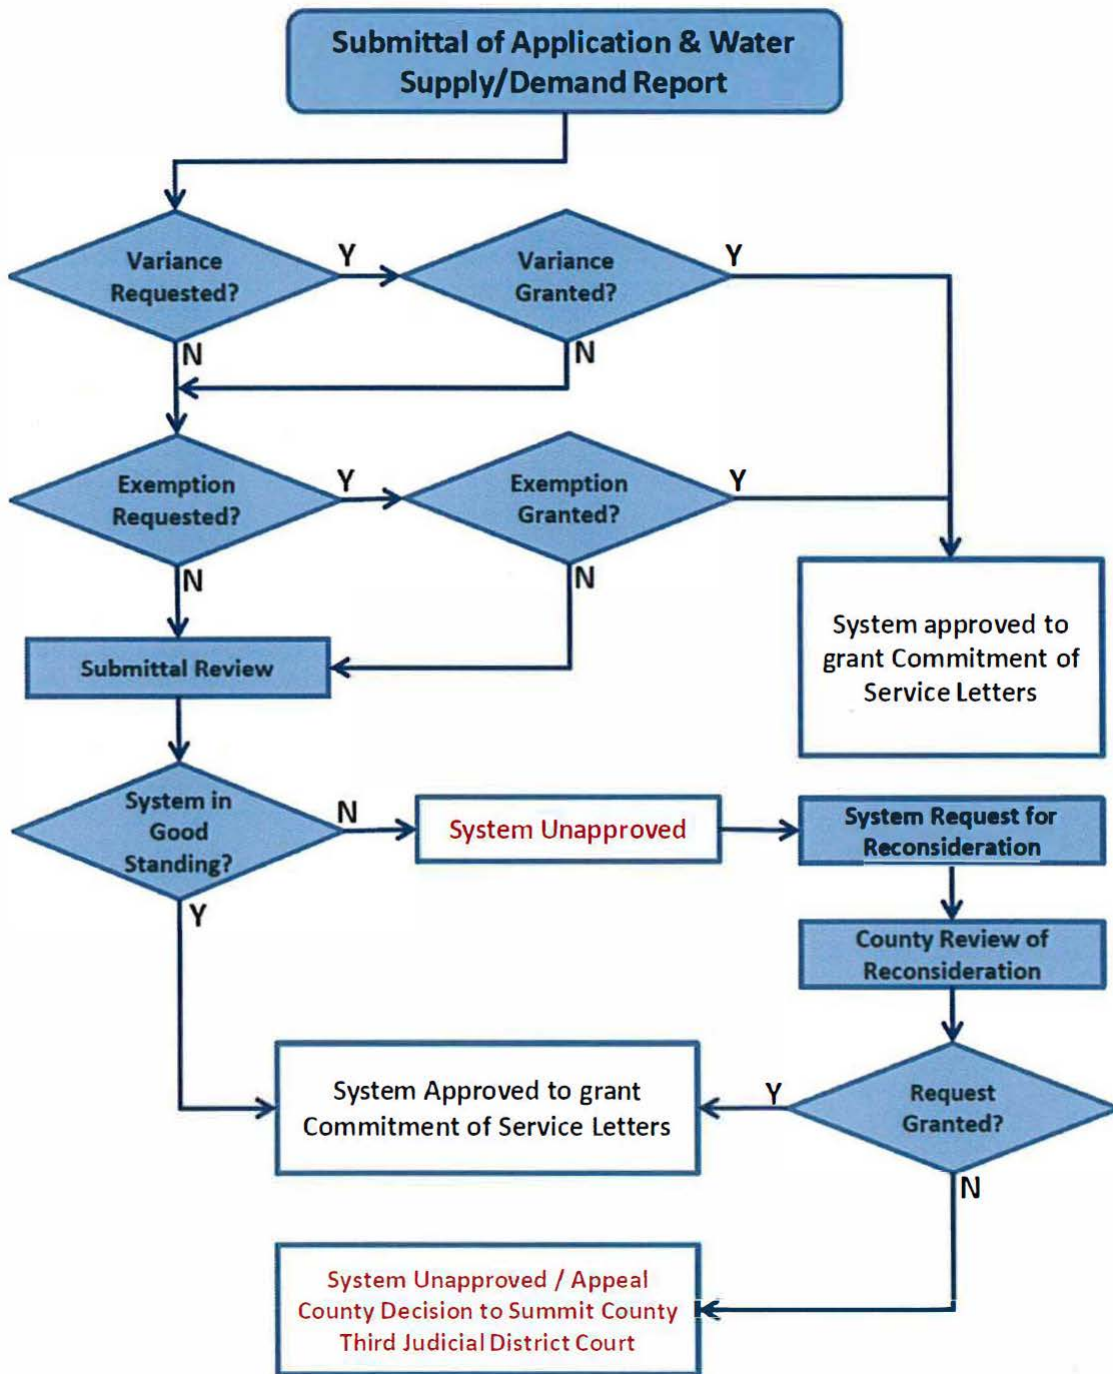 Submittal of Application & Water
Supply/Demand Report
Variance
Requested?
Y
Variance
Granted?
Y
N
N
Exemption
Requested?
Y
Exemption
Granted?
Y
N
N
System approved to
grant Commitment of
Service Letters
Submittal Review
System in
Good
Standing?
N
System Unapproved
System Request for
Reconsideration
Y
County Review of
Reconsideration
System Approved to grant
Commitment of Service Letters
Y
Request
Granted?
N
System Unapproved / Appeal
County Decision to Summit County
Third Judicial District Court